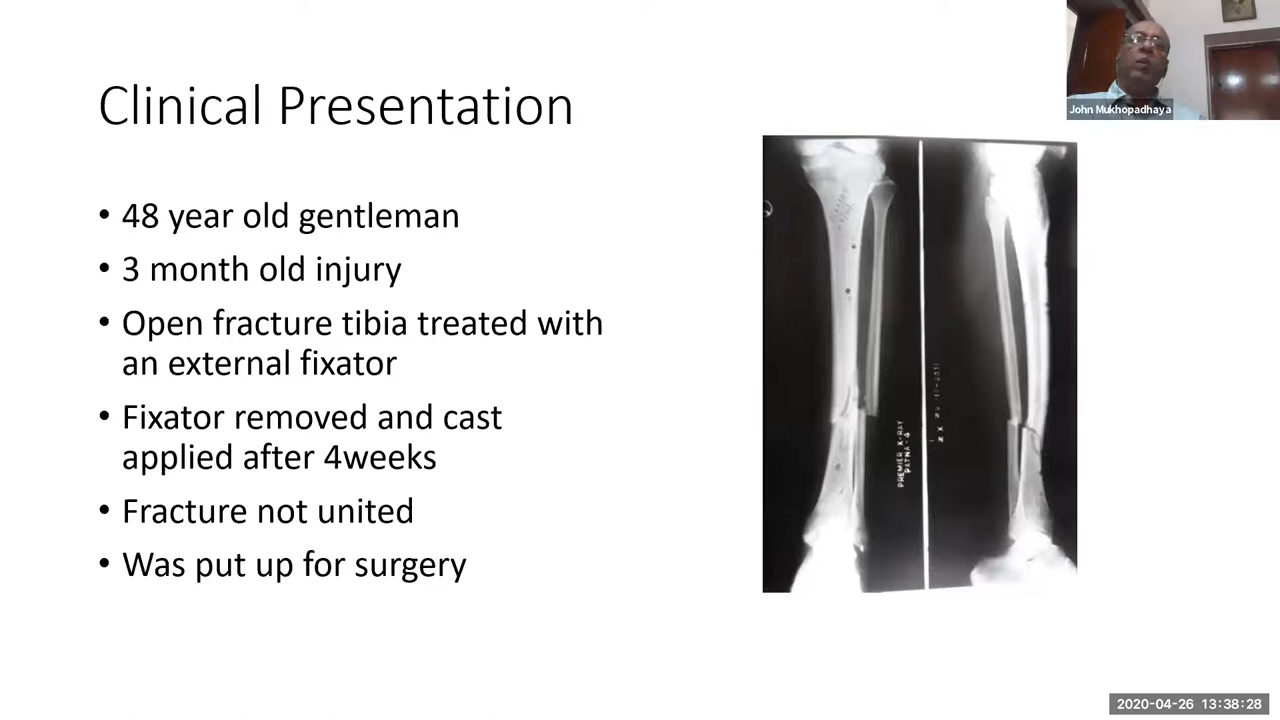 Clinical Presentation
• 48 year old gentleman
• 3 month old injury
• Open fracture tibia treated with
an external fixator
• Fixator removed and cast
applied after 4weeks
• Fracture not united
• Was put up for surgery
John Mukhopadhaya
PREMIER X-RAY
PATNA-4
2020-04-26 13:38:28